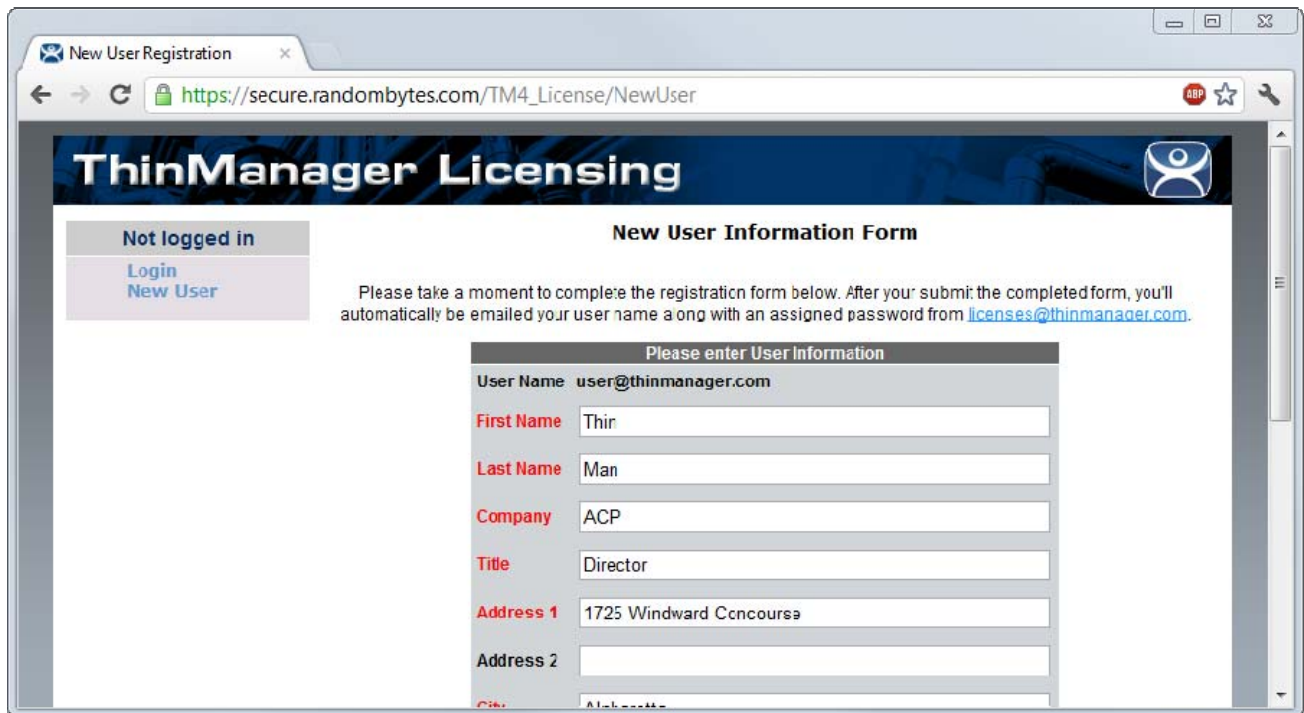 New User Registration
https://secure.randombytes.com/TM4_License/NewUser
ABP
ThinManager Licensing
Not logged in
Login
New User
New User Information Form
Please take a moment to complete the registration form below. After your submit the completed form, you'll
automatically be emailed your user name along with an assigned password from licenses@thinmanager.com.
Please enter User Information
User Name user@thinmanager.com
First Name Thin
Last Name Man
Company ACP
Title Director
Address 1 1725 Windward Concourse
Address 2
City Alpharetta